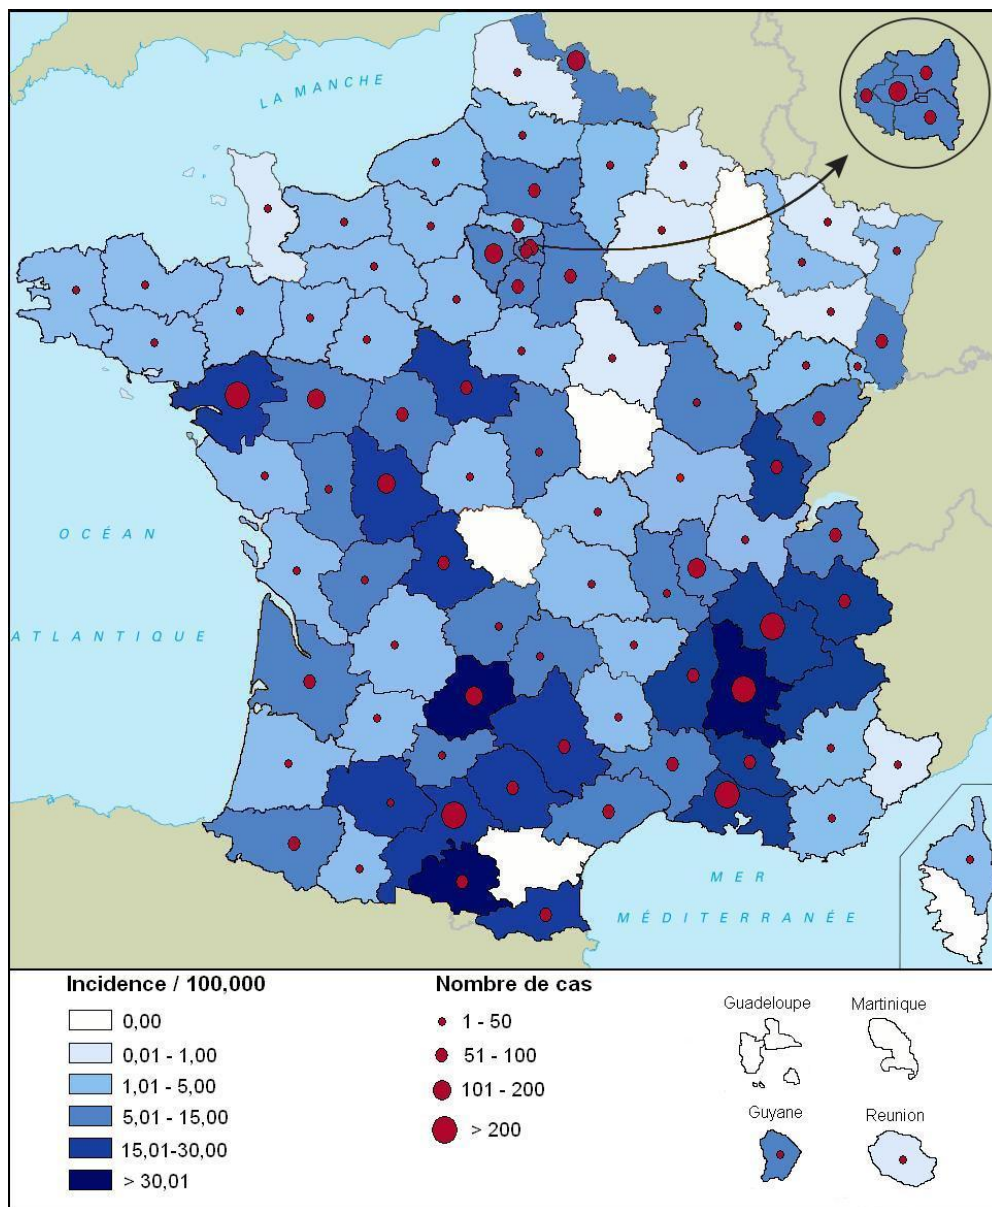 LA MANCHE
OCÉAN
ATLANTIQUE
MER
MÉDITERRANÉE
Incidence / 100,000
0,00
0,01 - 1,00
1,01 - 5,00
5,01 - 15,00
15,01-30,00
> 30,01
Nombre de cas
1 - 50
51 - 100
101 - 200
> 200
Guadeloupe
Martinique
Guyane
Reunion